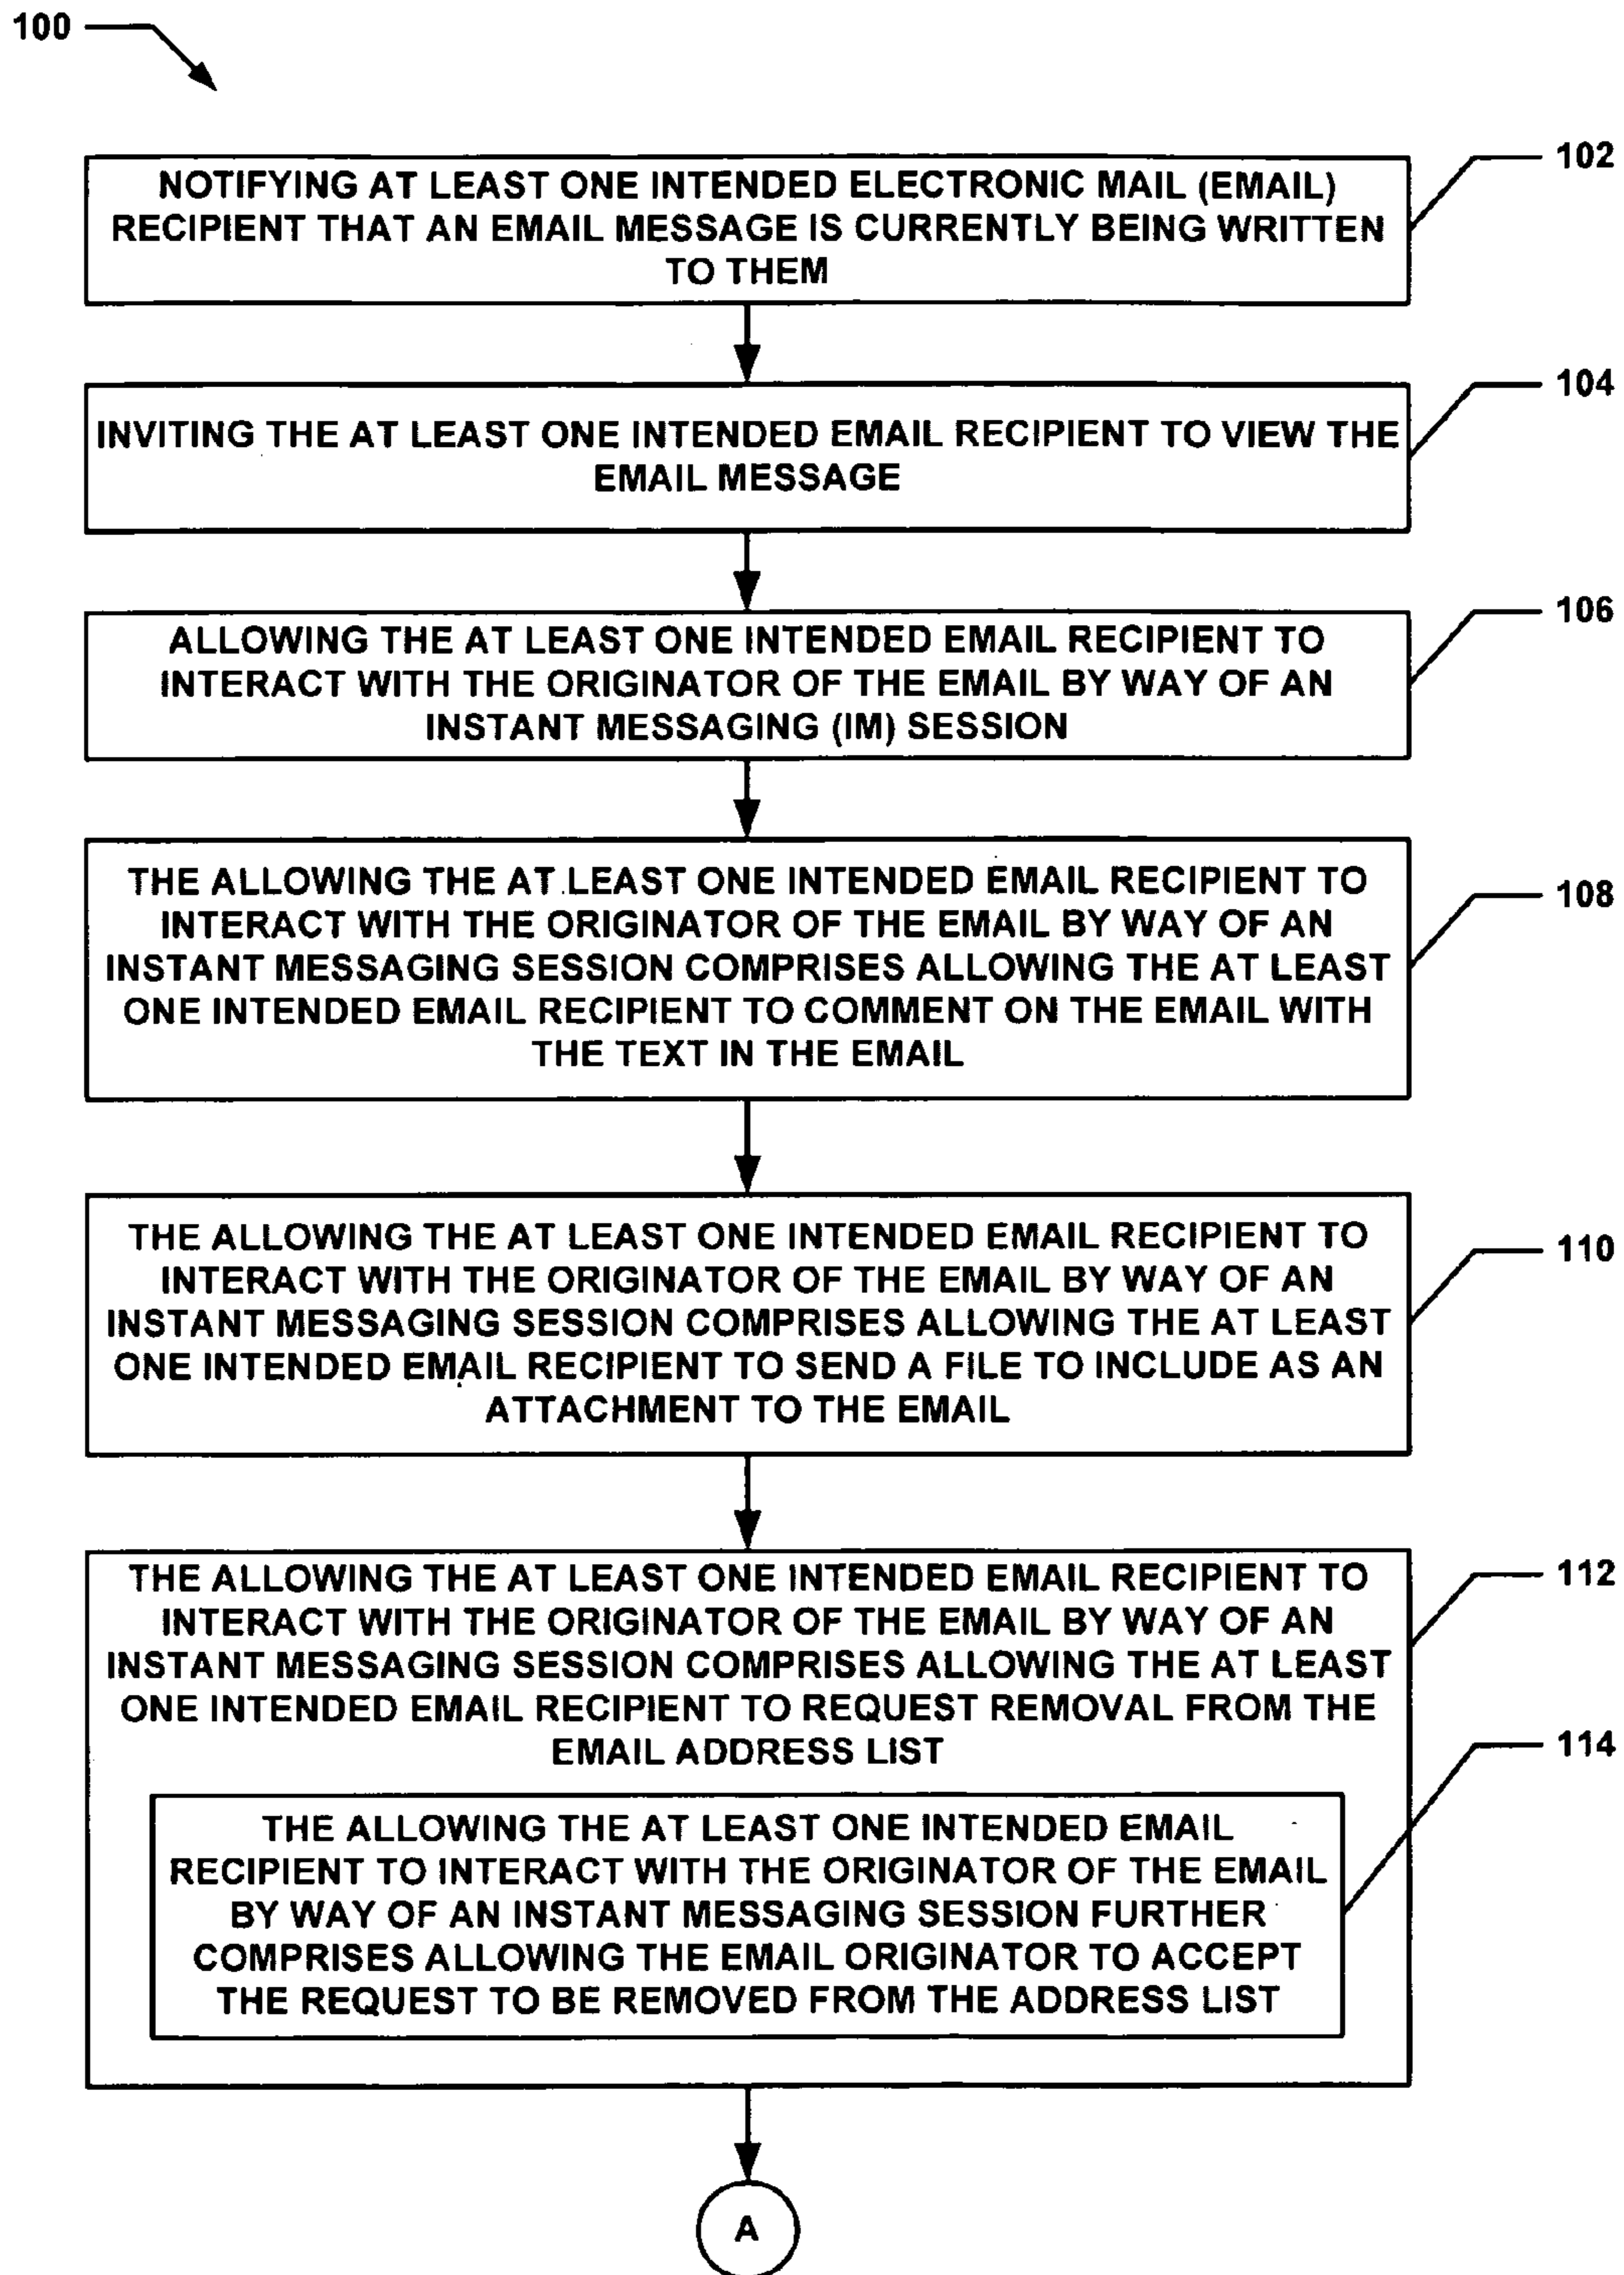 100
102
NOTIFYING AT LEAST ONE INTENDED ELECTRONIC MAIL (EMAIL)
RECIPIENT THAT AN EMAIL MESSAGE IS CURRENTLY BEING WRITTEN
TO THEM
104
INVITING THE AT LEAST ONE INTENDED EMAIL RECIPIENT TO VIEW THE
EMAIL MESSAGE
106
ALLOWING THE AT LEAST ONE INTENDED EMAIL RECIPIENT TO
INTERACT WITH THE ORIGINATOR OF THE EMAIL BY WAY OF AN
INSTANT MESSAGING (IM) SESSION
108
THE ALLOWING THE AT LEAST ONE INTENDED EMAIL RECIPIENT TO
INTERACT WITH THE ORIGINATOR OF THE EMAIL BY WAY OF AN
INSTANT MESSAGING SESSION COMPRISES ALLOWING THE AT LEAST
ONE INTENDED EMAIL RECIPIENT TO COMMENT ON THE EMAIL WITH
THE TEXT IN THE EMAIL
110
THE ALLOWING THE AT LEAST ONE INTENDED EMAIL RECIPIENT TO
INTERACT WITH THE ORIGINATOR OF THE EMAIL BY WAY OF AN
INSTANT MESSAGING SESSION COMPRISES ALLOWING THE AT LEAST
ONE INTENDED EMAIL RECIPIENT TO SEND A FILE TO INCLUDE AS AN
ATTACHMENT TO THE EMAIL
112
THE ALLOWING THE AT LEAST ONE INTENDED EMAIL RECIPIENT TO
INTERACT WITH THE ORIGINATOR OF THE EMAIL BY WAY OF AN
INSTANT MESSAGING SESSION COMPRISES ALLOWING THE AT LEAST
ONE INTENDED EMAIL RECIPIENT TO REQUEST REMOVAL FROM THE
EMAIL ADDRESS LIST
114
THE ALLOWING THE AT LEAST ONE INTENDED EMAIL
RECIPIENT TO INTERACT WITH THE ORIGINATOR OF THE EMAIL
BY WAY OF AN INSTANT MESSAGING SESSION FURTHER
COMPRISES ALLOWING THE EMAIL ORIGINATOR TO ACCEPT
THE REQUEST TO BE REMOVED FROM THE ADDRESS LIST
A